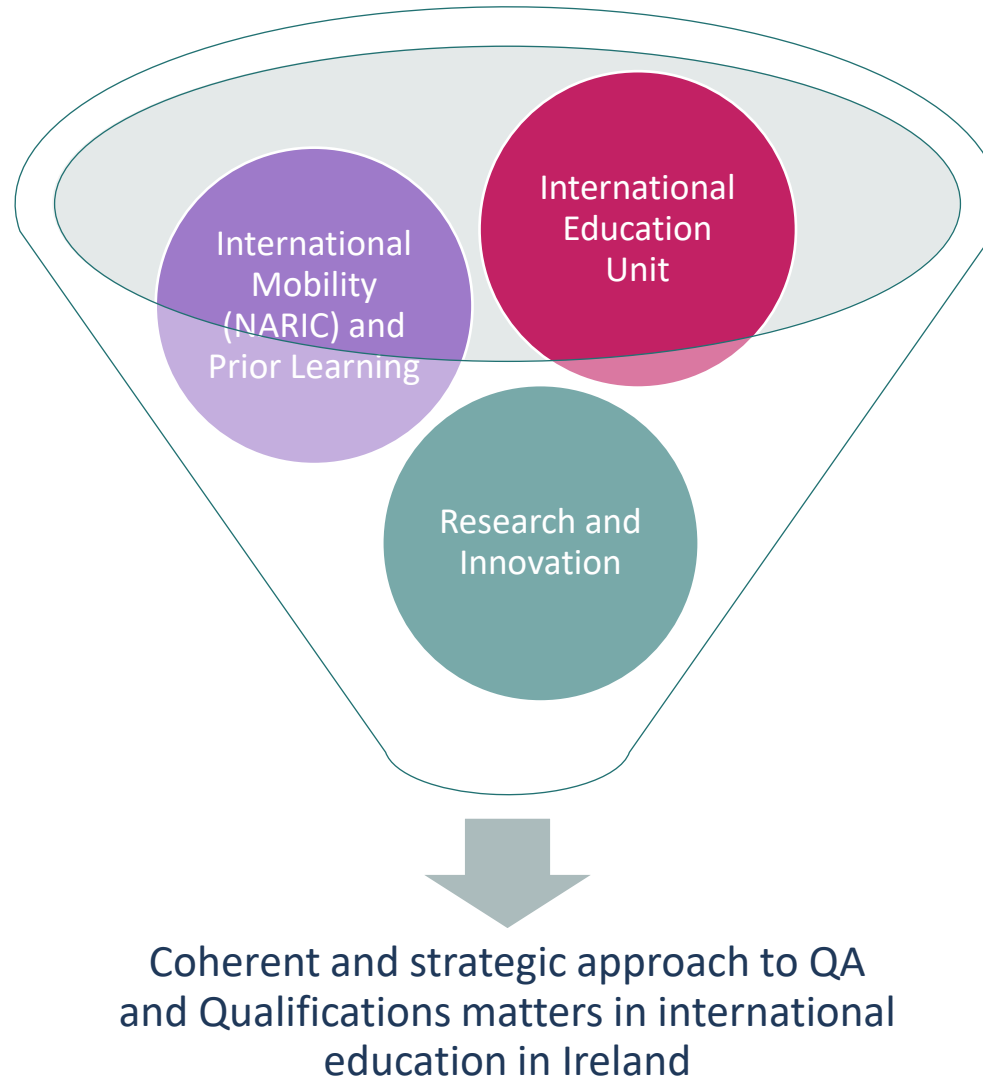 International
Education
Unit
International
Mobility
(NARIC) and
Prior Learning
Research and
Innovation
Coherent and strategic approach to QA
and Qualifications matters in international
education in Ireland